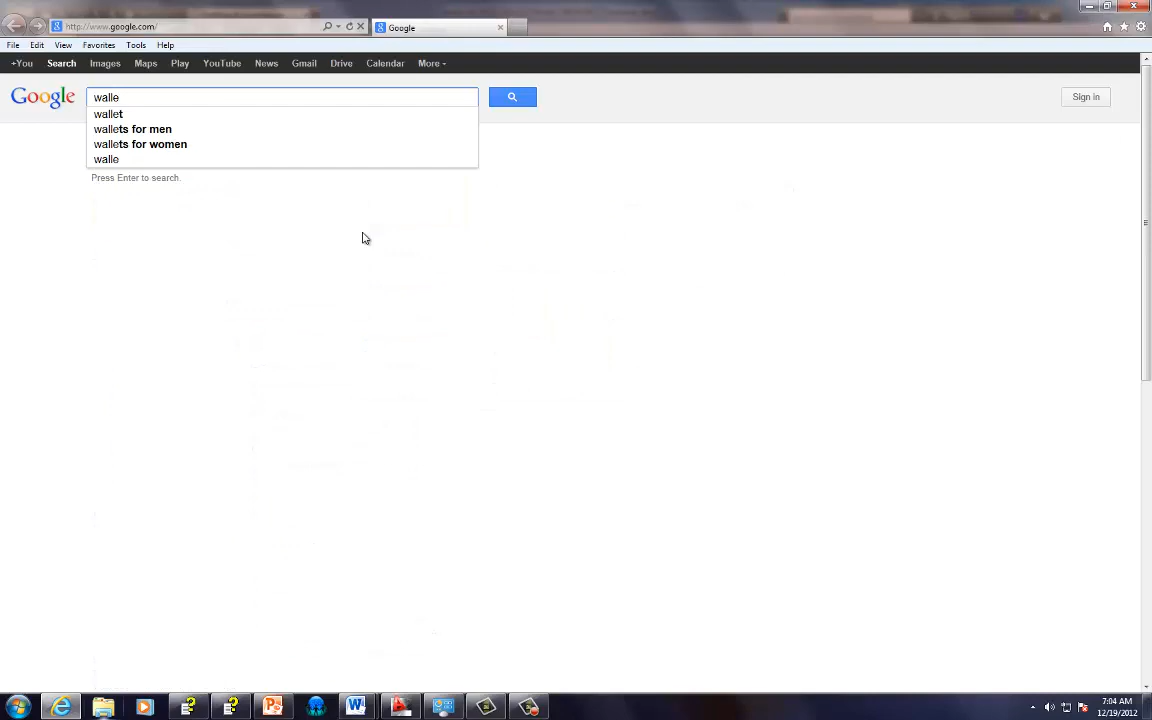 http://www.google.com/
Google
File Edit View Favorites Tools Help
+You Search Images Maps Play YouTube News Gmail Drive Calendar More
Google
walle
Sign in
wallet
wallets for men
wallets for women
walle
Press Enter to search.
7:04 AM
12/19/2012